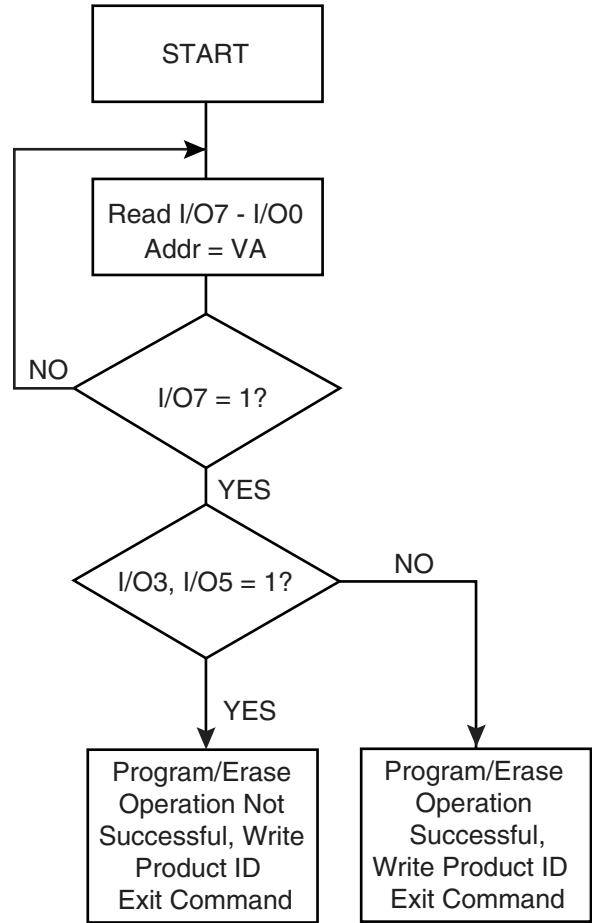 START
Read I/O7 - I/O0
Addr = VA
NO
I/O7 = 1?
YES
I/O3, I/O5 = 1?
NO
YES
Program/Erase
Operation Not
Successful, Write
Product ID
Exit Command
Program/Erase
Operation
Successful,
Write Product ID
Exit Command